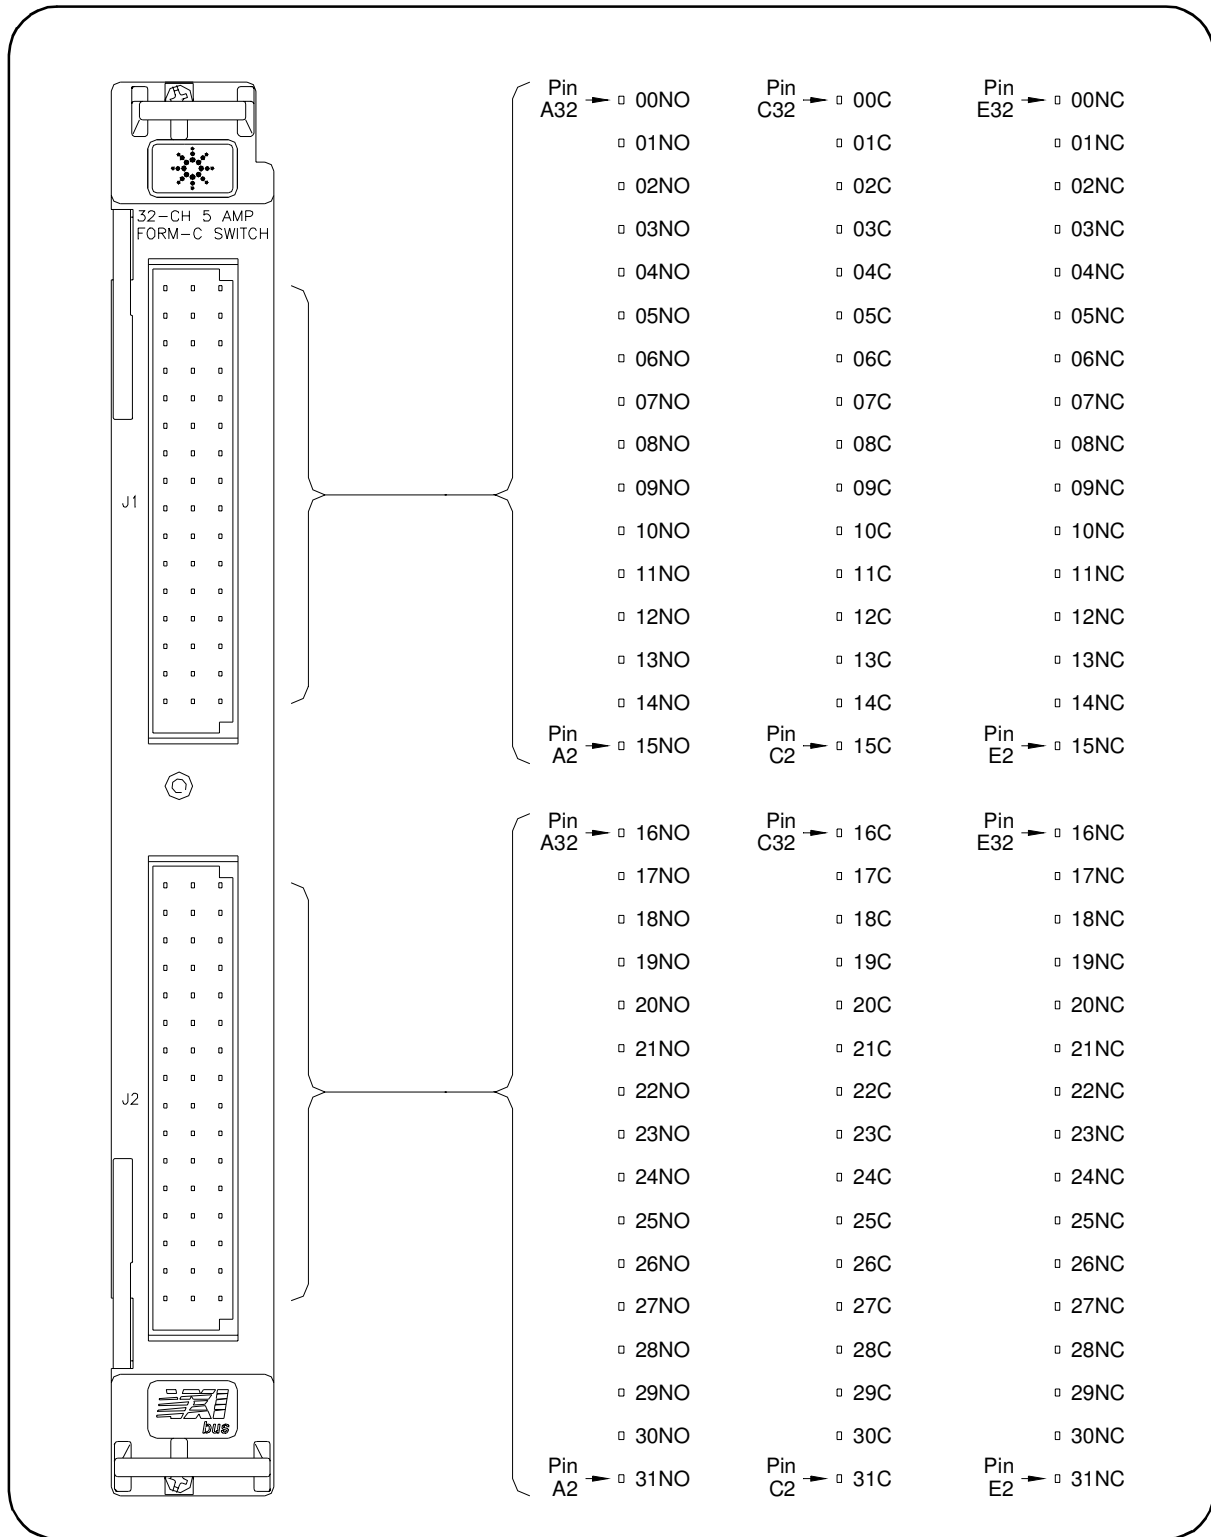 32-CH 5 AMP
FORM-C SWITCH
J1
J2
VXI
bus
Pin A32 00NO Pin C32 00C Pin E32 00NC
01NO 01C 01NC
02NO 02C 02NC
03NO 03C 03NC
04NO 04C 04NC
05NO 05C 05NC
06NO 06C 06NC
07NO 07C 07NC
08NO 08C 08NC
09NO 09C 09NC
10NO 10C 10NC
11NO 11C 11NC
12NO 12C 12NC
13NO 13C 13NC
14NO 14C 14NC
Pin A2 15NO Pin C2 15C Pin E2 15NC
Pin A32 16NO Pin C32 16C Pin E32 16NC
17NO 17C 17NC
18NO 18C 18NC
19NO 19C 19NC
20NO 20C 20NC
21NO 21C 21NC
22NO 22C 22NC
23NO 23C 23NC
24NO 24C 24NC
25NO 25C 25NC
26NO 26C 26NC
27NO 27C 27NC
28NO 28C 28NC
29NO 29C 29NC
30NO 30C 30NC
Pin A2 31NO Pin C2 31C Pin E2 31NC